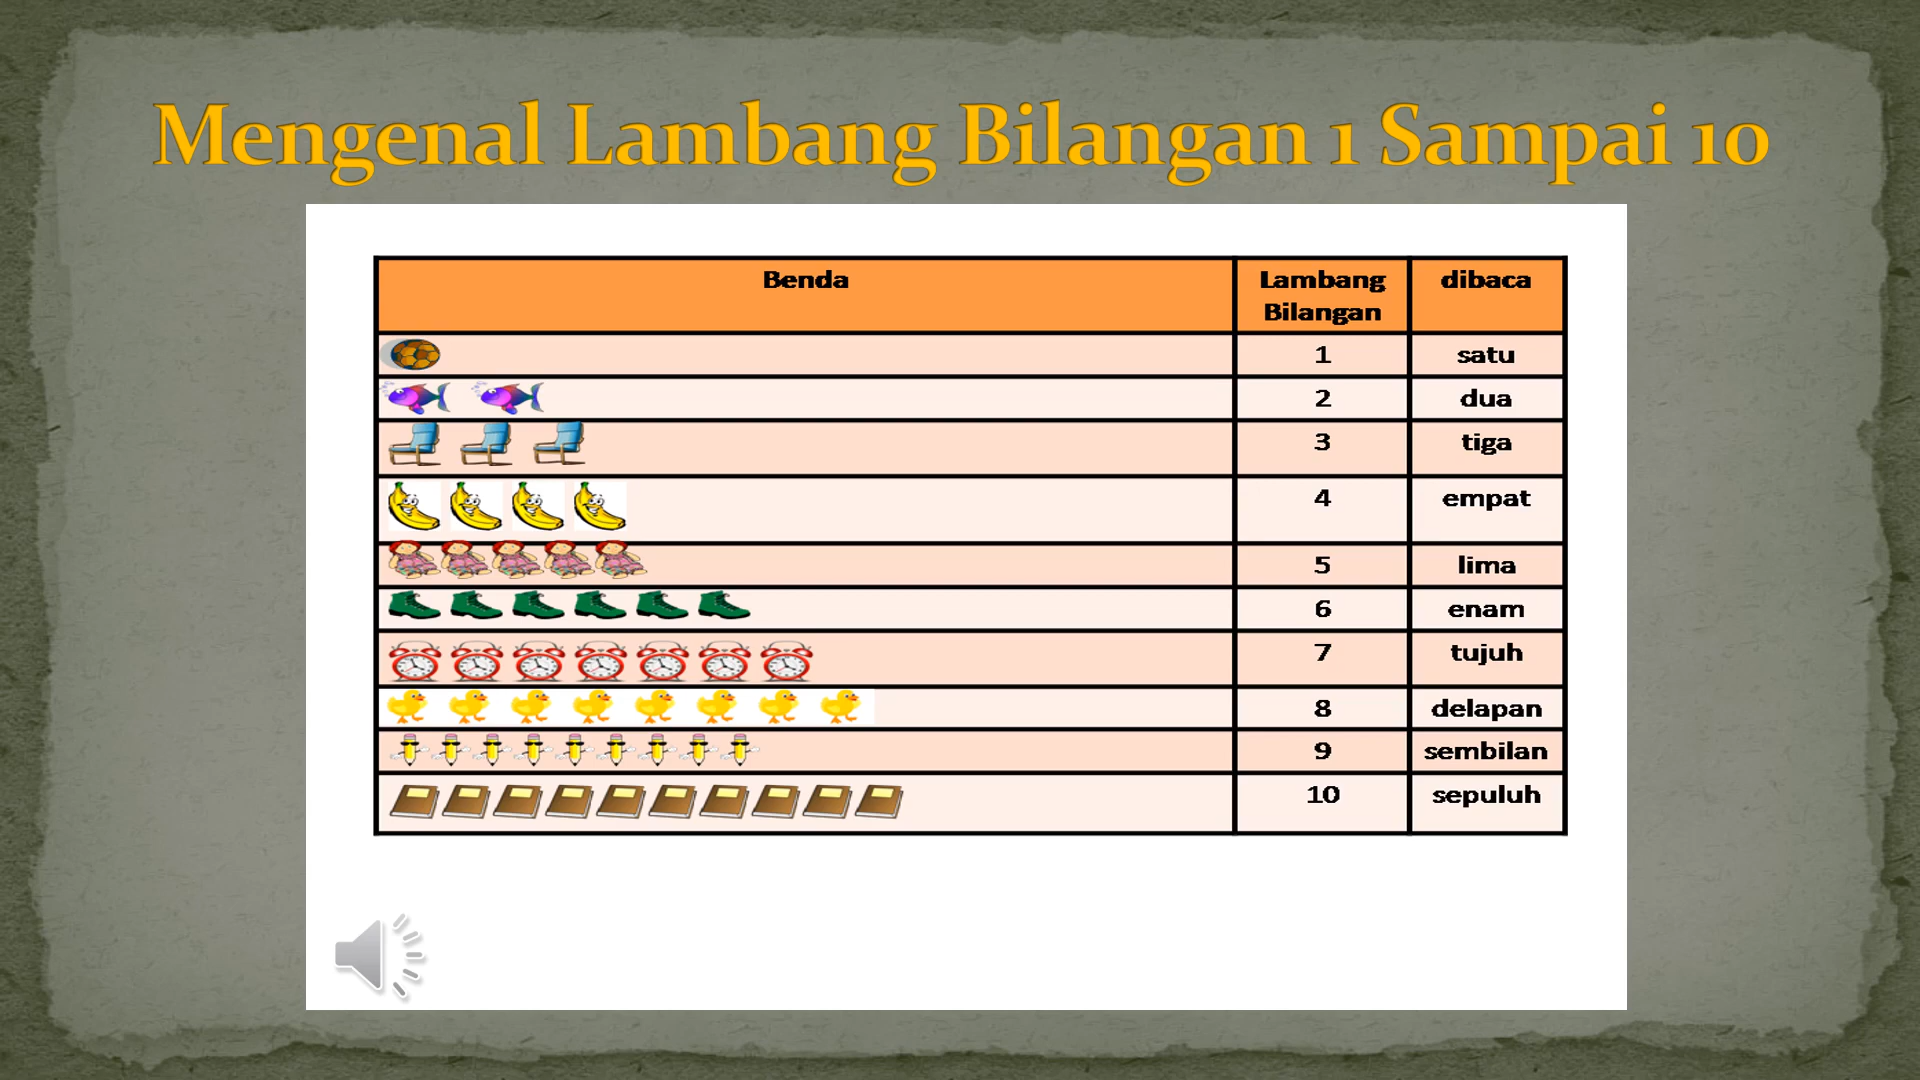 Mengenal Lambang Bilangan 1 Sampai 10
Benda Lambang Bilangan dibaca
1 satu
2 dua
3 tiga
4 empat
5 lima
6 enam
7 tujuh
8 delapan
9 sembilan
10 sepuluh